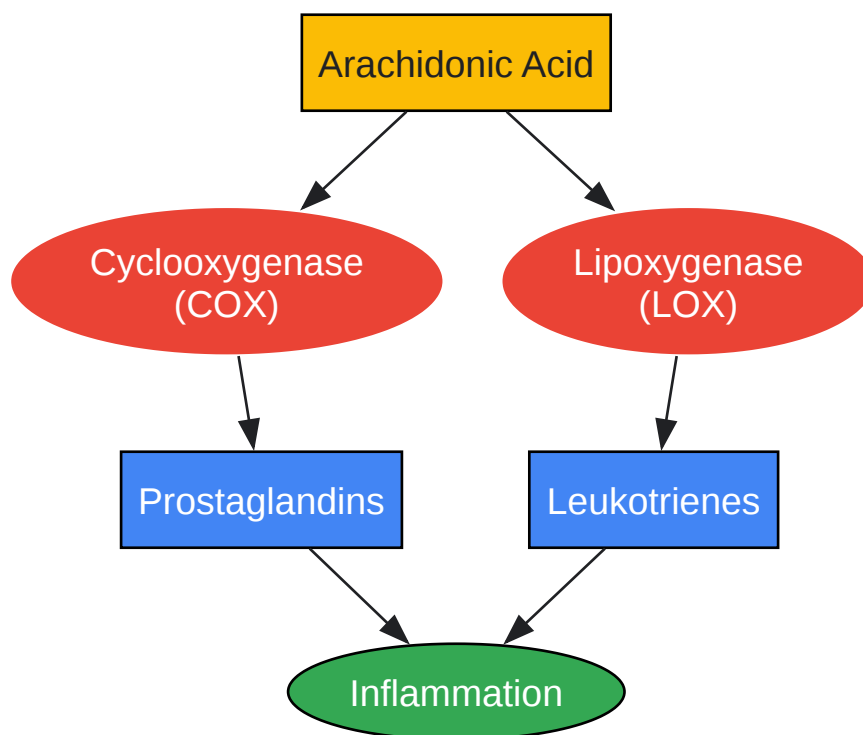 Arachidonic Acid
Cyclooxygenase
(COX)
Lipoxygenase
(LOX)
Prostaglandins
Leukotrienes
Inflammation